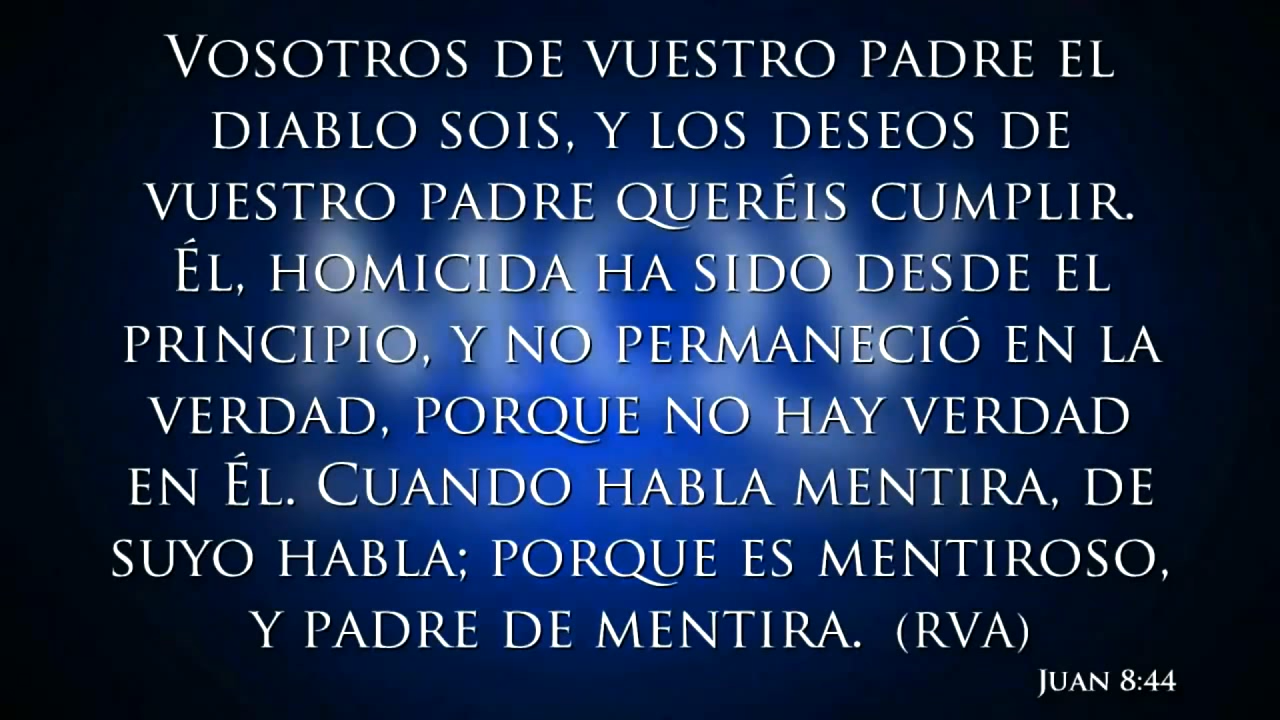 Vosotros de vuestro padre el
diablo sois, y los deseos de
vuestro padre queréis cumplir.
Él, homicida ha sido desde el
principio, y no permaneció en la
verdad, porque no hay verdad
en Él. Cuando habla mentira, de
suyo habla; porque es mentiroso,
y padre de mentira. (RVA)
Juan 8:44